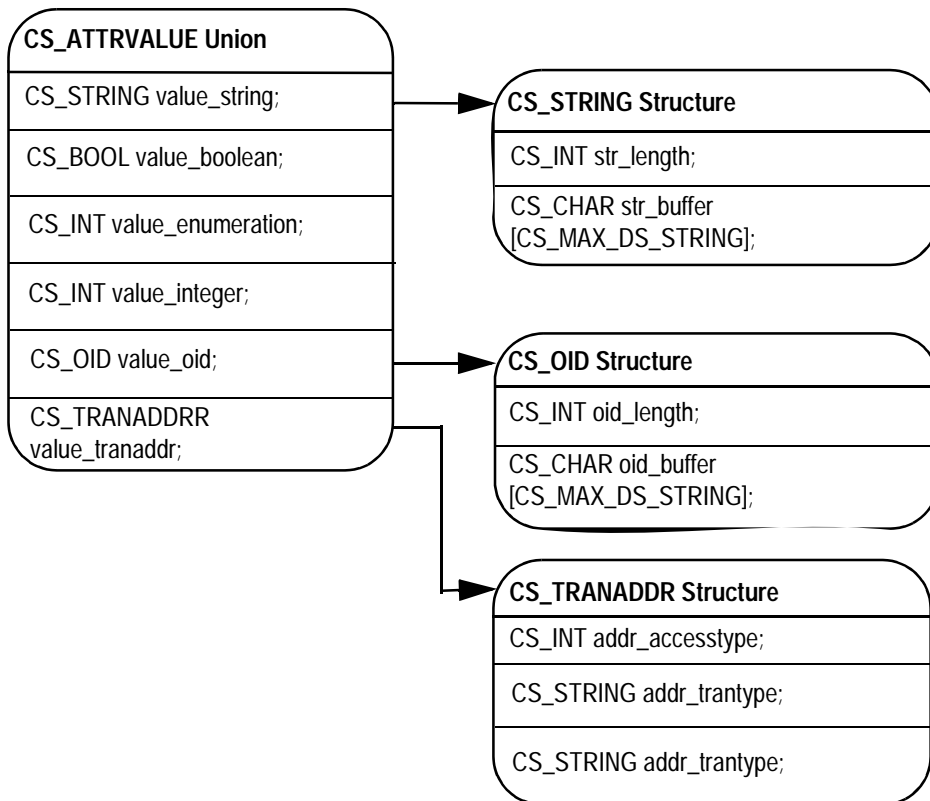 CS_ATTRVALUE Union
CS_STRING value_string;
CS_BOOL value_boolean;
CS_INT value_enumeration;
CS_INT value_integer;
CS_OID value_oid;
CS_TRANADDRR
value_tranaddr;
CS_STRING Structure
CS_INT str_length;
CS_CHAR str_buffer
[CS_MAX_DS_STRING];
CS_OID Structure
CS_INT oid_length;
CS_CHAR oid_buffer
[CS_MAX_DS_STRING];
CS_TRANADDR Structure
CS_INT addr_accesstype;
CS_STRING addr_trantype;
CS_STRING addr_trantype;